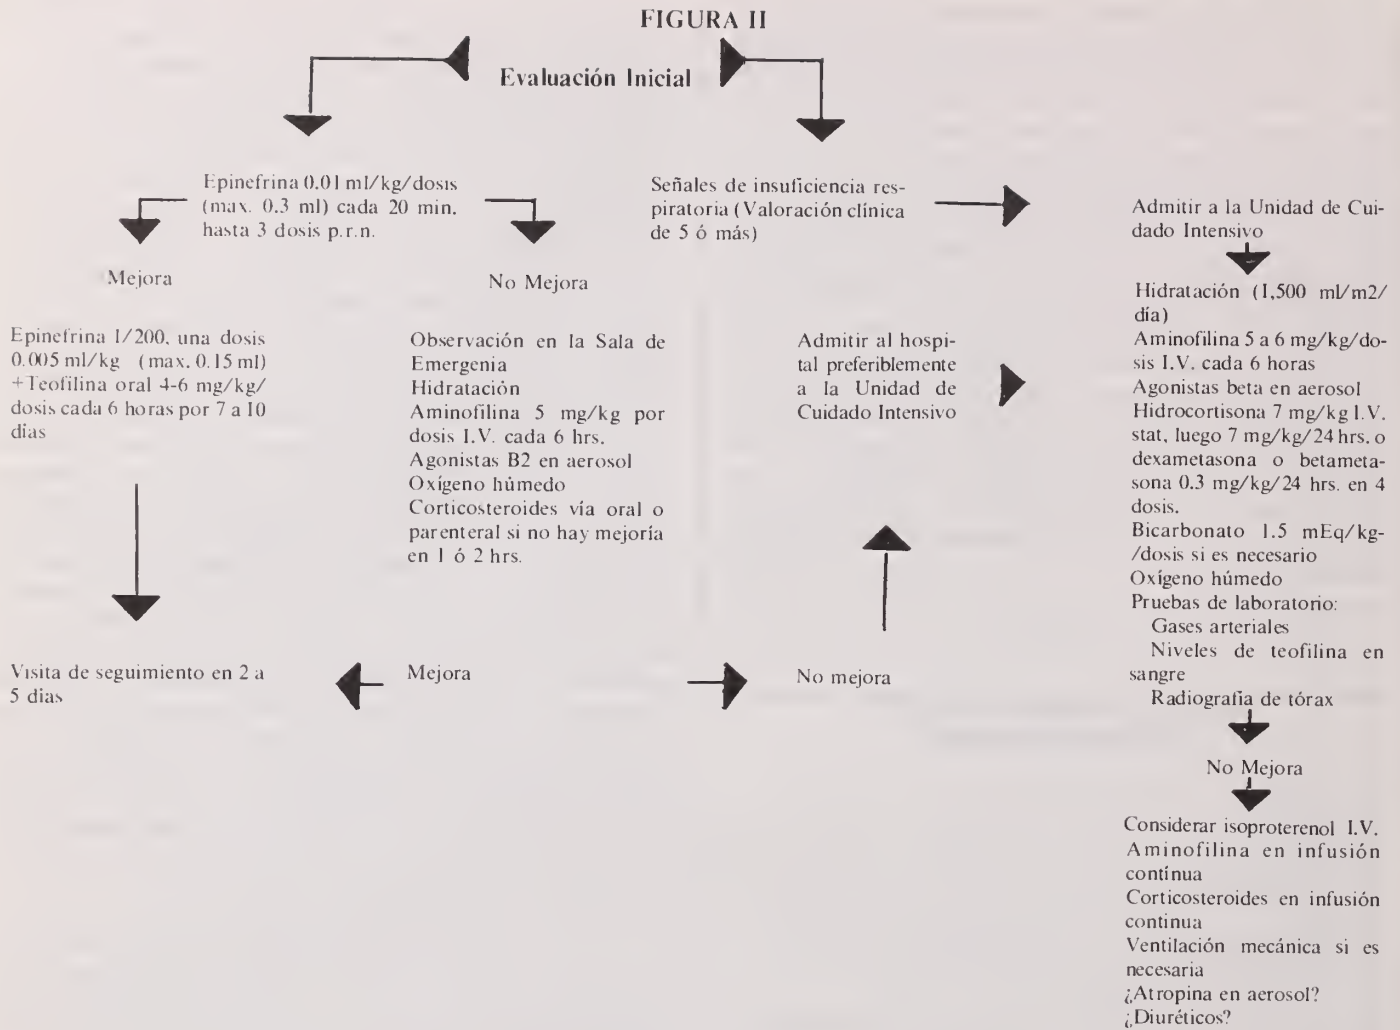 FIGURA II
Evaluación Inicial
Epinefrina 0.01 ml/kg/dosis
(max. 0.3 ml) cada 20 min.
hasta 3 dosis p.r.n.
Señales de insuficiencia res-
piratoria (Valoración clínica
de 5 ó más)
Admitir a la Unidad de Cui-
dado Intensivo
Mejora
No Mejora
Epinefrina 1/200, una dosis
0.005 ml/kg (max. 0.15 ml)
+Teofilina oral 4-6 mg/kg/
dosis cada 6 horas por 7 a 10
días
Observación en la Sala de
Emergenia
Hidratación
Aminofilina 5 mg/kg por
dosis I.V. cada 6 hrs.
Agonistas B2 en aerosol
Oxígeno húmedo
Corticosteroides vía oral o
parenteral si no hay mejoría
en 1 ó 2 hrs.
Admitir al hospi-
tal preferiblemente
a la Unidad de
Cuidado Intensivo
Hidratación (1,500 ml/m2/
día)
Aminofilina 5 a 6 mg/kg/do-
sis I.V. cada 6 horas
Agonistas beta en aerosol
Hidrocortisona 7 mg/kg I.V.
stat, luego 7 mg/kg/24 hrs. o
dexametasona o betameta-
sona 0.3 mg/kg/24 hrs. en 4
dosis.
Bicarbonato 1.5 mEq/kg-
/dosis si es necesario
Oxígeno húmedo
Pruebas de laboratorio:
Gases arteriales
Niveles de teofilina en
sangre
Radiografía de tórax
Visita de seguimiento en 2 a
5 días
Mejora
No mejora
No Mejora
Considerar isoproterenol I.V.
Aminofilina en infusión
contínua
Corticosteroides en infusión
continua
Ventilación mecánica si es
necesaria
¿Atropina en aerosol?
¿Diuréticos?